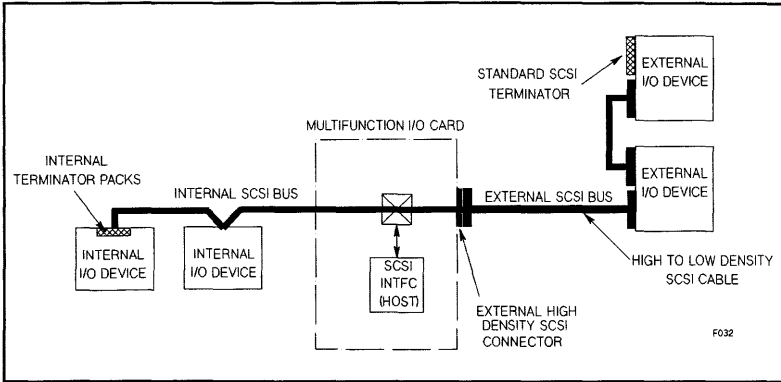 STANDARD SCSI
TERMINATOR
EXTERNAL
I/O DEVICE
MULTIFUNCTION I/O CARD
INTERNAL
TERMINATOR PACKS
INTERNAL SCSI BUS
EXTERNAL SCSI BUS
EXTERNAL
I/O DEVICE
INTERNAL
I/O DEVICE
INTERNAL
I/O DEVICE
SCSI
INTFC
(HOST)
HIGH TO LOW DENSITY
SCSI CABLE
EXTERNAL HIGH
DENSITY SCSI
CONNECTOR
F032